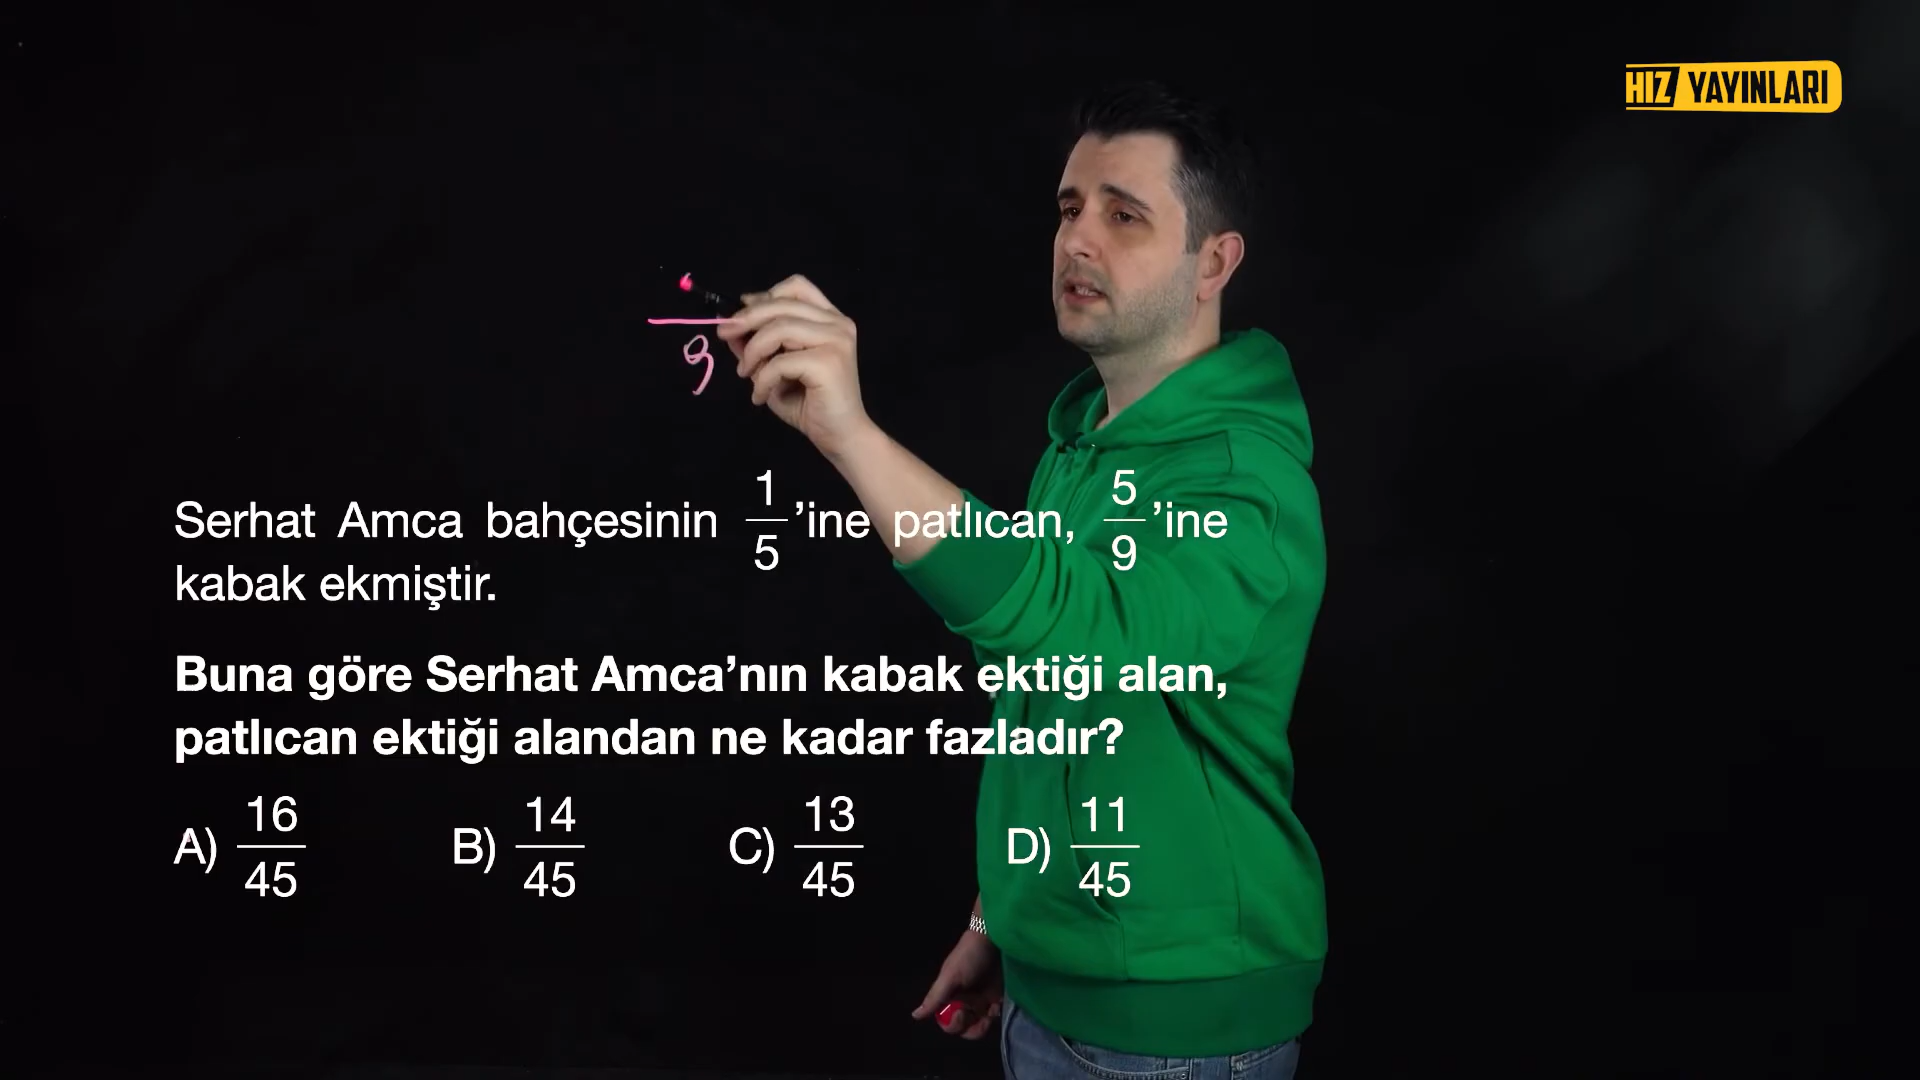 HIZ YAYINLARI
9
Serhat Amca bahçesinin 1/5 'ine patlıcan, 5/9 'ine
kabak ekmiştir.
Buna göre Serhat Amca’nın kabak ektiği alan,
patlıcan ektiği alandan ne kadar fazladır?
A) 16/45 B) 14/45 C) 13/45 D) 11/45